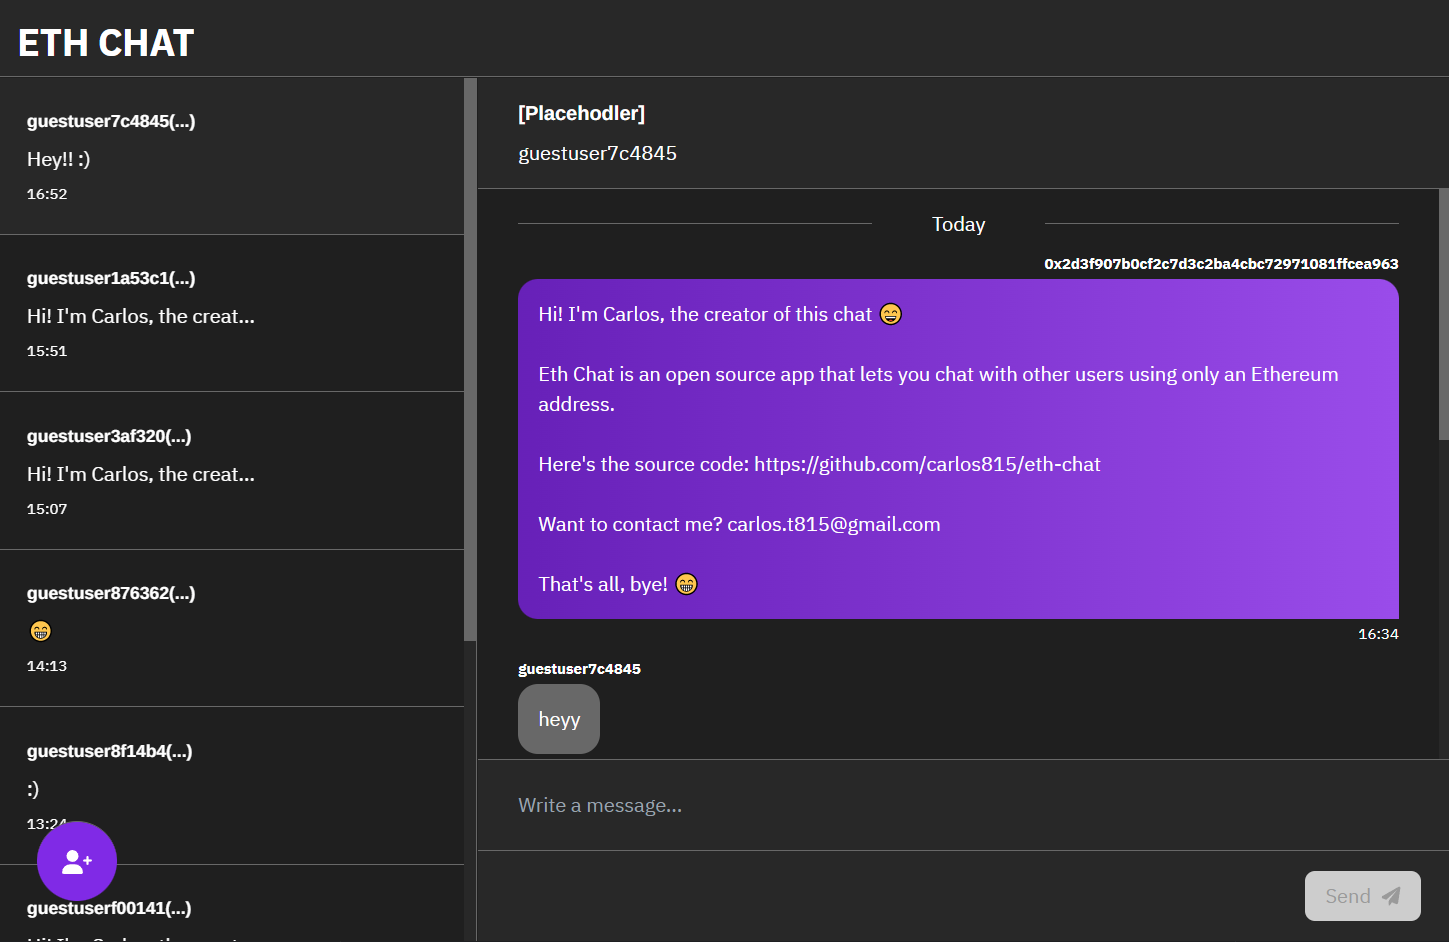 ETH CHAT
guestuser7c4845(...)
Hey!! :)
16:52
guestuser1a53c1(...)
Hi! I'm Carlos, the creat...
15:51
guestuser3af320(...)
Hi! I'm Carlos, the creat...
15:07
guestuser876362(...)
😁
14:13
guestuser8f14b4(...)
:)
13:24
guestuserf00141(...)
[Placehodler]
guestuser7c4845
Today
0x2d3f907b0cf2c7d3c2ba4cbc72971081ffcea963
Hi! I'm Carlos, the creator of this chat 😄
Eth Chat is an open source app that lets you chat with other users using only an Ethereum
address.
Here's the source code: https://github.com/carlos815/eth-chat
Want to contact me? carlos.t815@gmail.com
That's all, bye! 😁
16:34
guestuser7c4845
heyy
Write a message...
Send